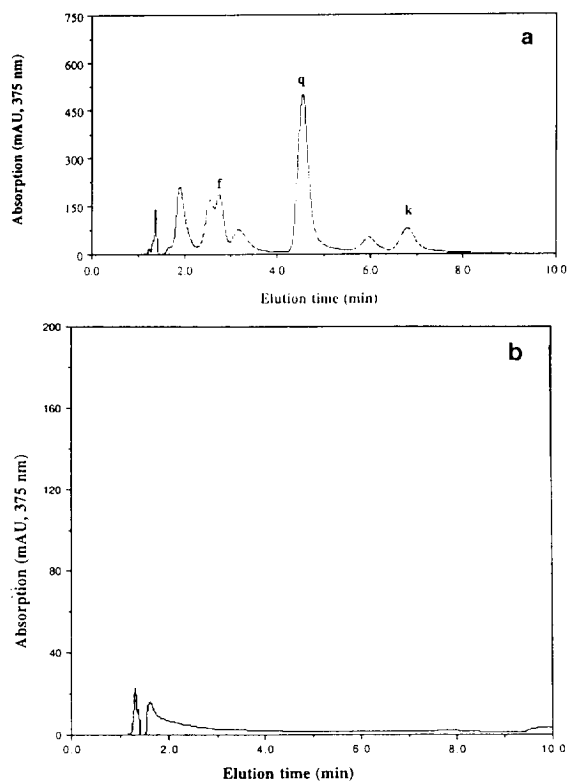 a
750
600
450
300
150
0
Absorption (mAU, 375 nm)
f
q
k
0.0 2.0 4.0 6.0 8.0 10.0
Elution time (min)
b
200
160
120
80
40
0
Absorption (mAU, 375 nm)
0.0 2.0 4.0 6.0 8.0 10.0
Elution time (min)